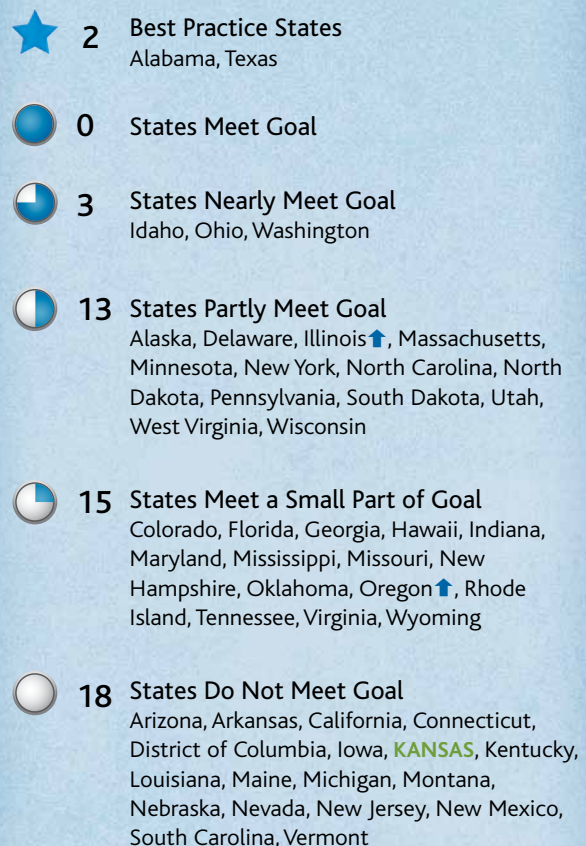 2 Best Practice States
Alabama, Texas
0 States Meet Goal
3 States Nearly Meet Goal
Idaho, Ohio, Washington
13 States Partly Meet Goal
Alaska, Delaware, Illinois⬆, Massachusetts,
Minnesota, New York, North Carolina, North
Dakota, Pennsylvania, South Dakota, Utah,
West Virginia, Wisconsin
15 States Meet a Small Part of Goal
Colorado, Florida, Georgia, Hawaii, Indiana,
Maryland, Mississippi, Missouri, New
Hampshire, Oklahoma, Oregon⬆, Rhode
Island, Tennessee, Virginia, Wyoming
18 States Do Not Meet Goal
Arizona, Arkansas, California, Connecticut,
District of Columbia, Iowa, KANSAS, Kentucky,
Louisiana, Maine, Michigan, Montana,
Nebraska, Nevada, New Jersey, New Mexico,
South Carolina, Vermont